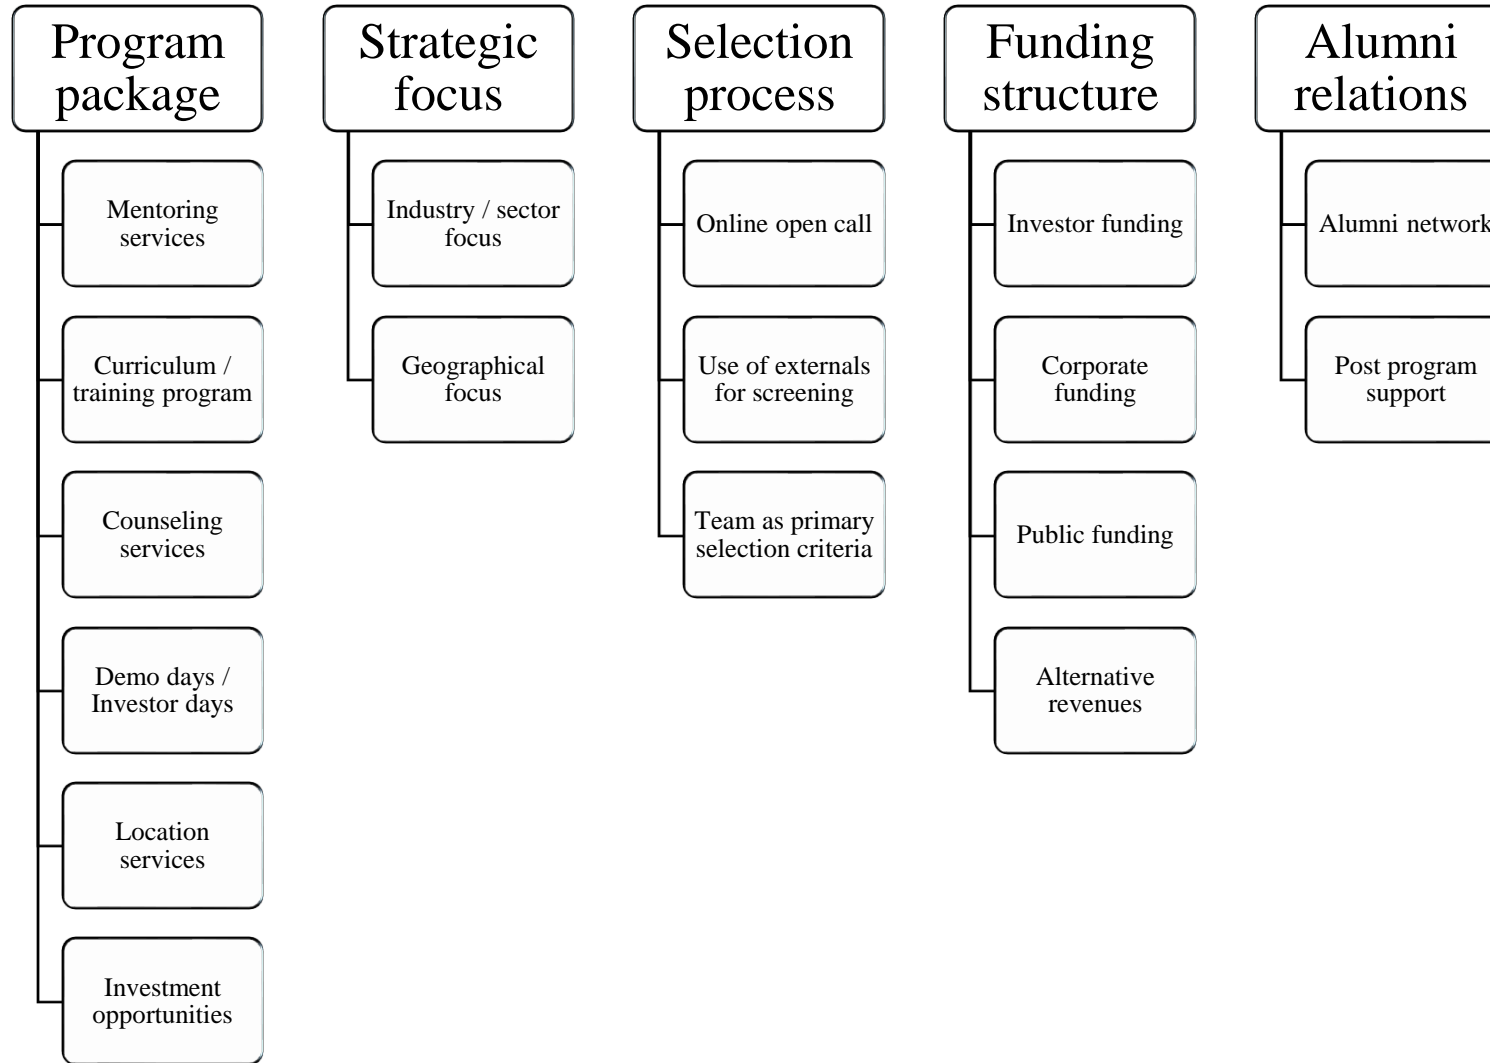 Program
package
Mentoring
services
Curriculum /
training program
Counseling
services
Demo days /
Investor days
Location
services
Investment
opportunities
Strategic
focus
Industry / sector
focus
Geographical
focus
Selection
process
Online open call
Use of externals
for screening
Team as primary
selection criteria
Funding
structure
Investor funding
Corporate
funding
Public funding
Alternative
revenues
Alumni
relations
Alumni network
Post program
support